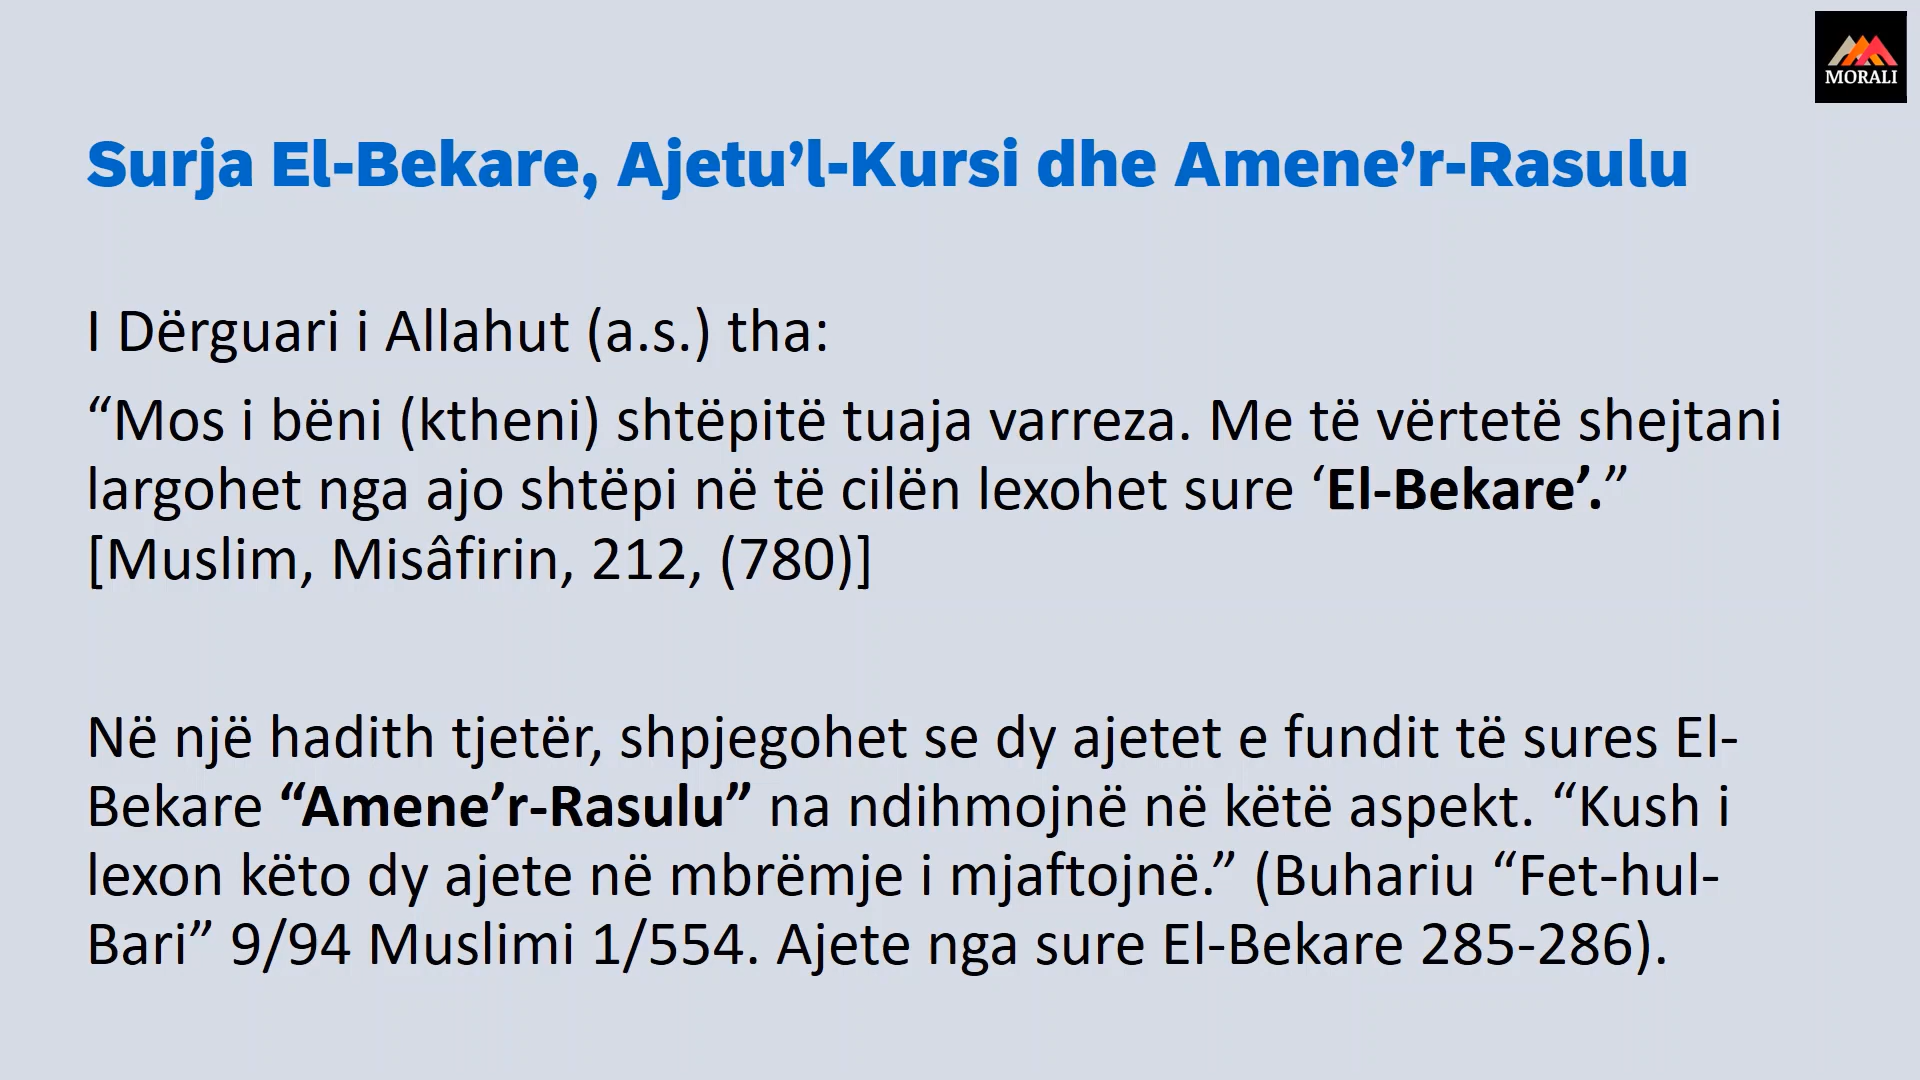 MORALI
Surja El-Bekare, Ajetu’l-Kursi dhe Amene’r-Rasulu
I Dërguari i Allahut (a.s.) tha:
“Mos i bëni (ktheni) shtëpitë tuaja varreza. Me të vërtetë shejtani
largohet nga ajo shtëpi në të cilën lexohet sure ‘El-Bekare’.”
[Muslim, Misâfirin, 212, (780)]
Në një hadith tjetër, shpjegohet se dy ajetet e fundit të sures El-
Bekare “Amene’r-Rasulu” na ndihmojnë në këtë aspekt. “Kush i
lexon këto dy ajete në mbrëmje i mjaftojnë.” (Buhariu “Fet-hul-
Bari” 9/94 Muslimi 1/554. Ajete nga sure El-Bekare 285-286).